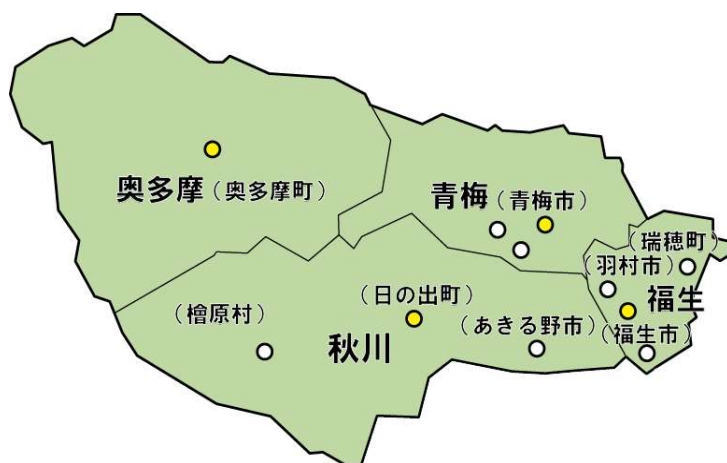 奥多摩（奥多摩町）
青梅（青梅市）
（瑞穂町）
（羽村市）
福生
（福生市）
（日の出町）
（檜原村）
（あきる野市）
秋川